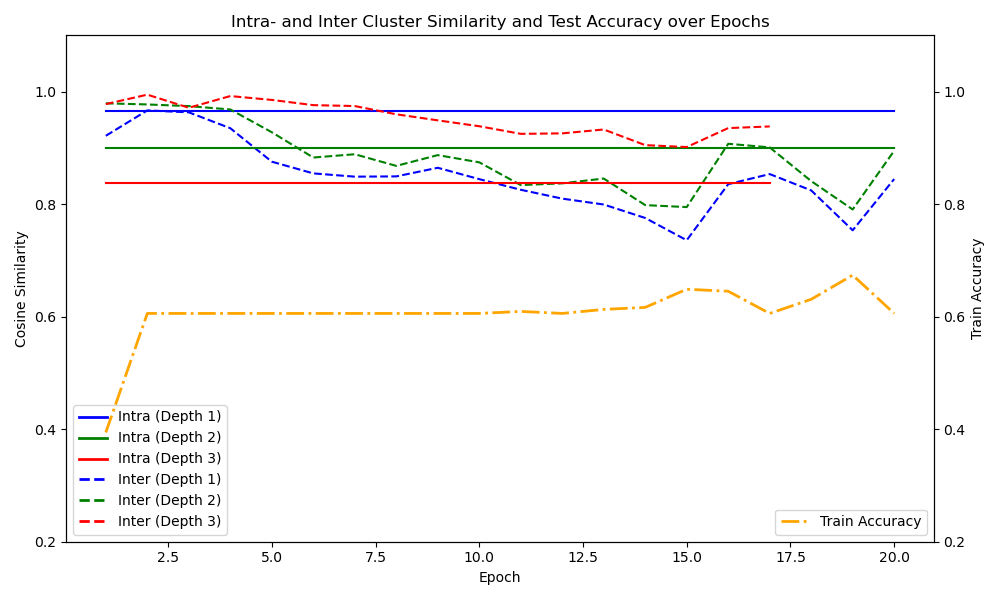 Intra- and Inter Cluster Similarity and Test Accuracy over Epochs
1.0
0.8
0.6
0.4
0.2
Cosine Similarity
1.0
0.8
0.6
0.4
0.2
Train Accuracy
Intra (Depth 1)
Intra (Depth 2)
Intra (Depth 3)
Inter (Depth 1)
Inter (Depth 2)
Inter (Depth 3)
Train Accuracy
2.5 5.0 7.5 10.0 12.5 15.0 17.5 20.0
Epoch